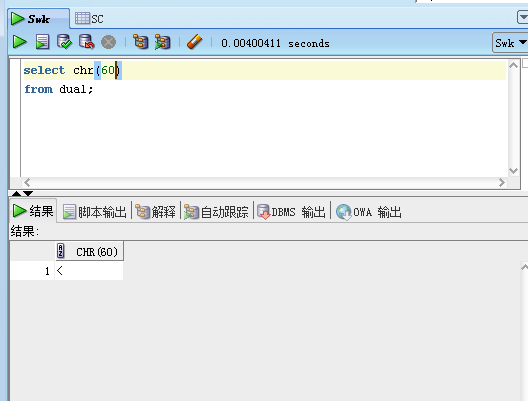 Swk
SC
0.00400411 seconds
Swk
select chr(60)
from dual;
结果
脚本输出
解释
自动跟踪
DBMS 输出
OWA 输出
结果:
CHR(60)
1 <